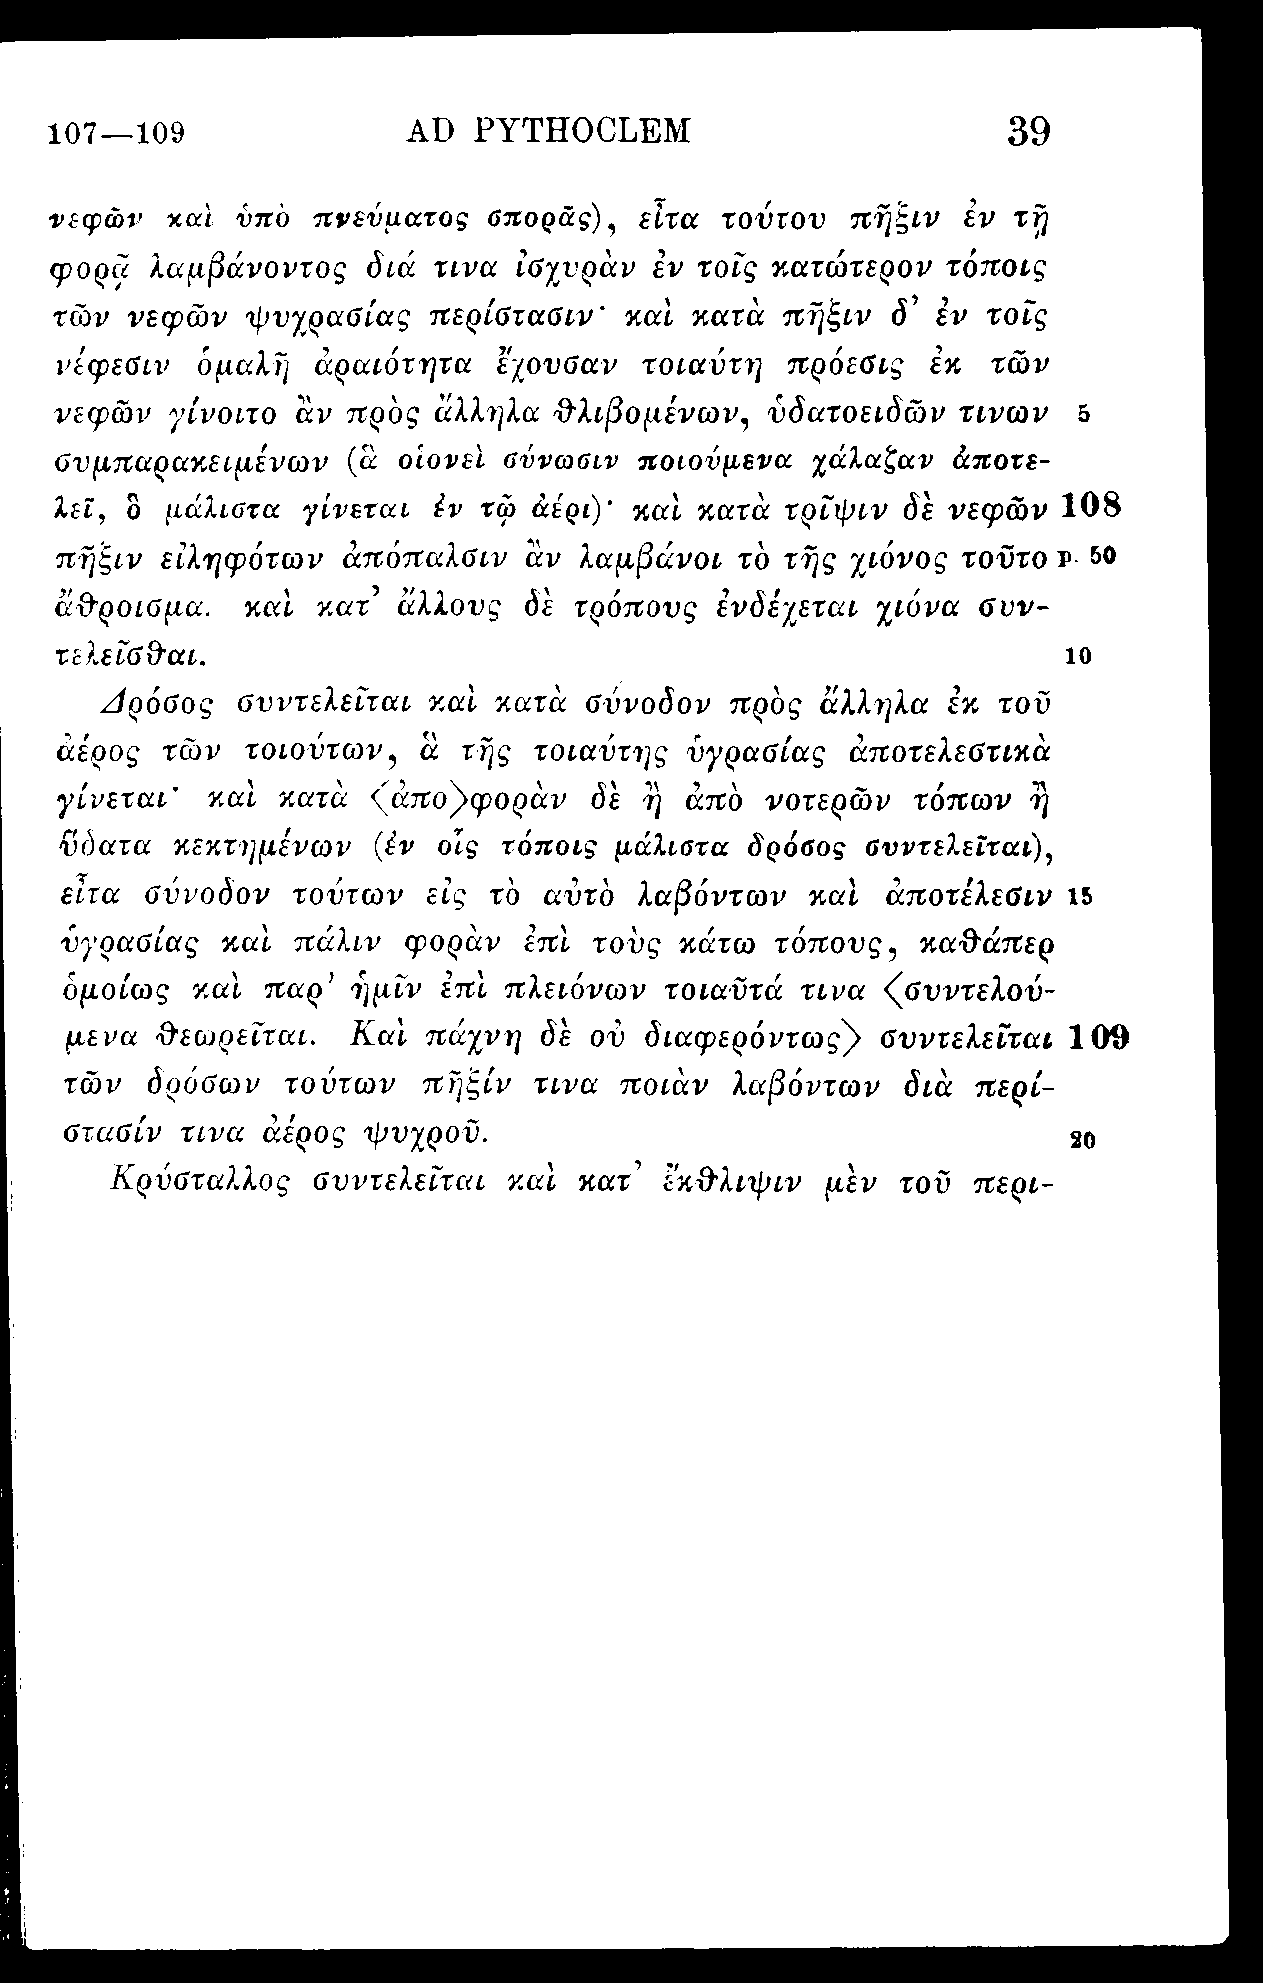 107—109 AD PYTHOCLEM 39
νεφῶν καὶ ὑπὸ πνεύματος σπορᾶς), εἶτα τούτου πῆξιν ἐν τῇ
φορᾷ λαμβάνοντος διά τινα ἰσχυρὰν ἐν τοῖς κατώτερον τόποις
τῶν νεφῶν ψυχρασίας περίστασιν· καὶ κατὰ πῆξιν δ’ ἐν τοῖς
νέφεσιν ὁμαλῆ ἀραιότητα ἔχουσαν τοιαύτη πρόεσις ἐκ τῶν
νεφῶν γίνοιτο ἂν πρὸς ἄλληλα θλιβομένων, ὑδατοειδῶν τινων 5
συμπαρακειμένων (ἃ οἱονεὶ σύνωσιν ποιούμενα χάλαζαν ἀποτε-
λεῖ, ὃ μάλιστα γίνεται ἐν τῷ ἀέρι)· καὶ κατὰ τρῖψιν δὲ νεφῶν 108
πῆξιν εἰληφότων ἀπόπαλσιν ἂν λαμβάνοι τὸ τῆς χιόνος τοῦτο p. 50
ἄθροισμα. καὶ κατ’ ἄλλους δὲ τρόπους ἐνδέχεται χιόνα συν-
τελεῖσθαι. 10
Δρόσος συντελεῖται καὶ κατὰ σύνοδον πρὸς ἄλληλα ἐκ τοῦ
ἀέρος τῶν τοιούτων, ἃ τῆς τοιαύτης ὑγρασίας ἀποτελεστικὰ
γίνεται· καὶ κατὰ ⟨ἀπο⟩φορὰν δὲ ἢ ἀπὸ νοτερῶν τόπων ἢ
ὕδατα κεκτημένων (ἐν οἷς τόποις μάλιστα δρόσος συντελεῖται),
εἶτα σύνοδον τούτων εἰς τὸ αὐτὸ λαβόντων καὶ ἀποτέλεσιν 15
ὑγρασίας καὶ πάλιν φορὰν ἐπὶ τοὺς κάτω τόπους, καθάπερ
ὁμοίως καὶ παρ’ ἡμῖν ἐπὶ πλειόνων τοιαῦτά τινα ⟨συντελού-
μενα θεωρεῖται. Καὶ πάχνη δὲ οὐ διαφερόντως⟩ συντελεῖται 109
τῶν δρόσων τούτων πῆξίν τινα ποιὰν λαβόντων διὰ περί-
στασίν τινα ἀέρος ψυχροῦ. 20
Κρύσταλλος συντελεῖται καὶ κατ’ ἔκθλιψιν μὲν τοῦ περι-